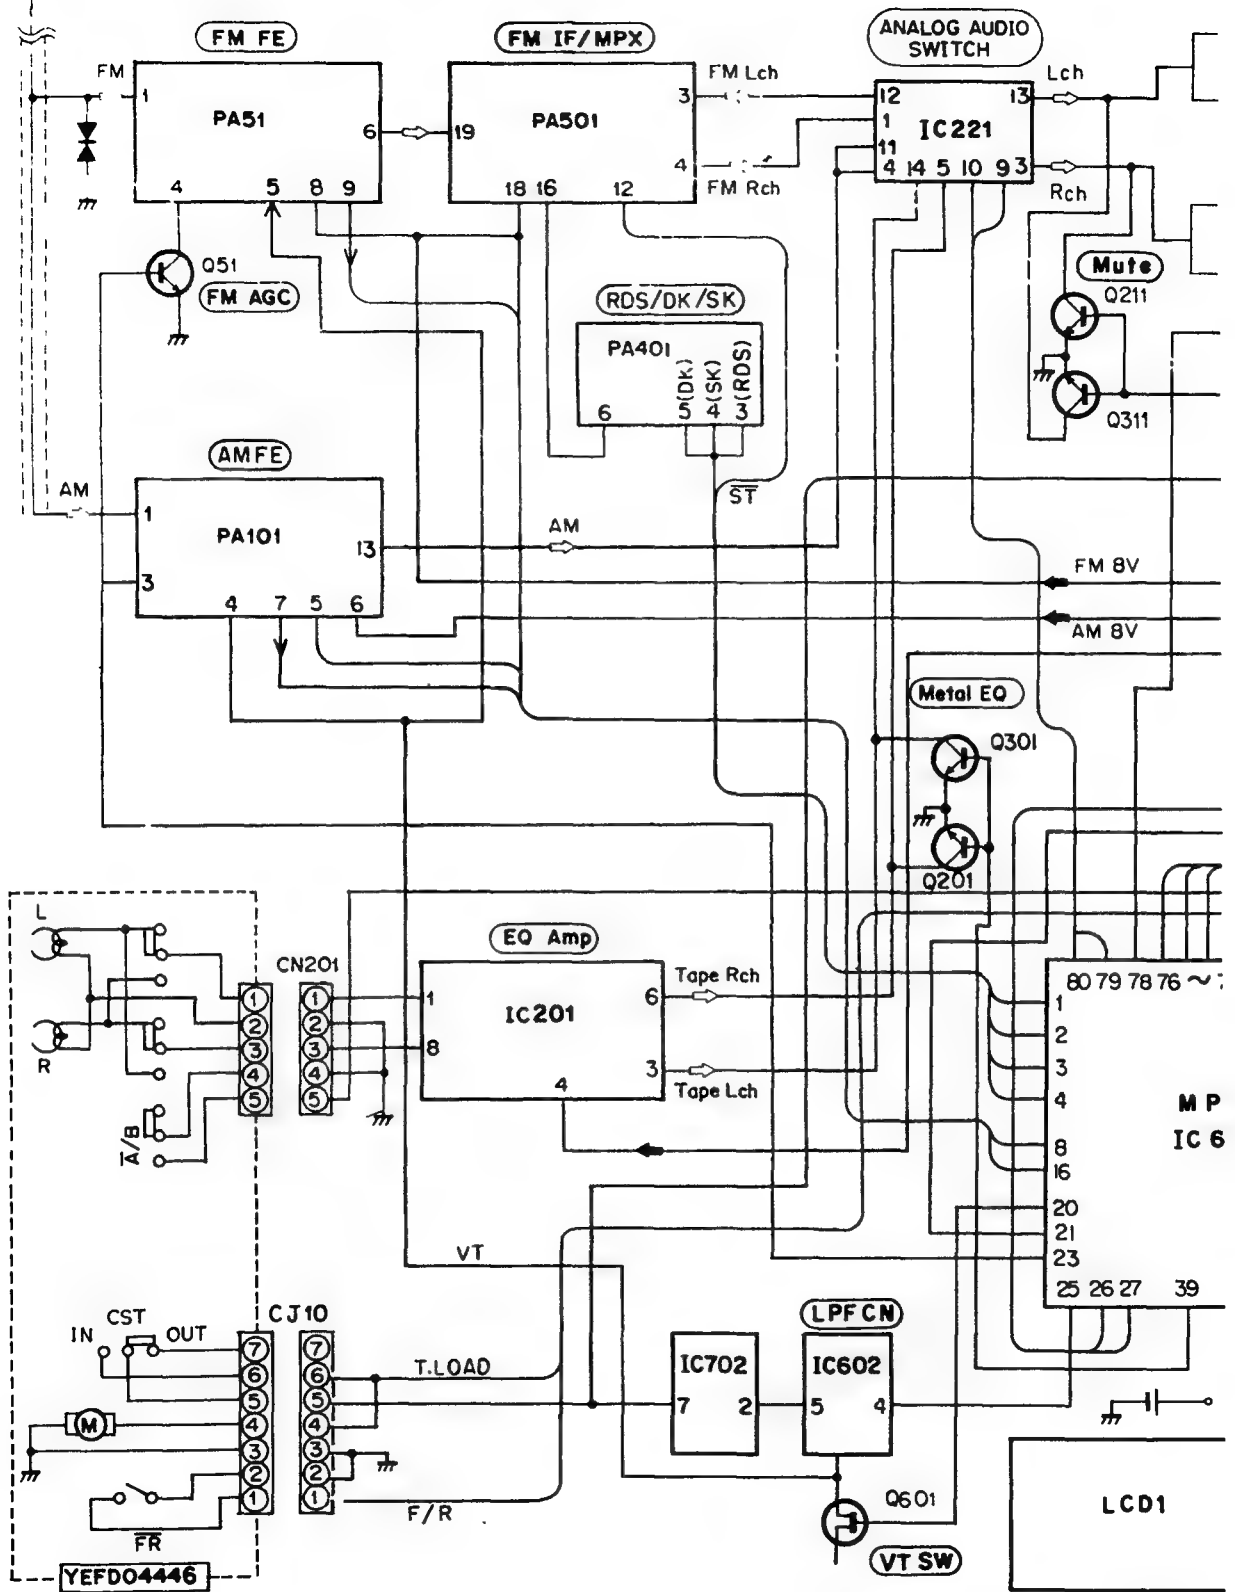 FM FE
FM IF/MPX
ANALOG AUDIO
SWITCH
FM
1
PA51
6
4 5 8 9
19
PA501
3
4
18 16 12
FM Lch
FM Rch
12
1
11
4 14 5 10 9 3
13
IC221
Lch
Rch
Q51
FM AGC
RDS/DK/SK
PA401
6
5(DK)
4(SK)
3(RDS)
Mute
Q211
Q311
AM FE
AM
1
PA101
13
3
4 7 5 6
AM
S̅T̅
FM 8V
AM 8V
Metal EQ
Q301
Q201
L
R
A̅/B
CN201
1 1
2 2
3 3
4 4
5 5
EQ Amp
1
IC201
6
8
3
4
Tape Rch
Tape Lch
80 79 78 76 ~
1
2
3
4
8
16
20
21
23
25 26 27 39
MP
IC 6
VT
CST
IN
OUT
CJ10
7 7
6 6
5 5
4 4
3 3
2 2
1 1
M
F̅R̅
T.LOAD
F/R
IC702
7 2
LPF CN
IC602
5 4
Q601
VT SW
LCD1
YEFD04446